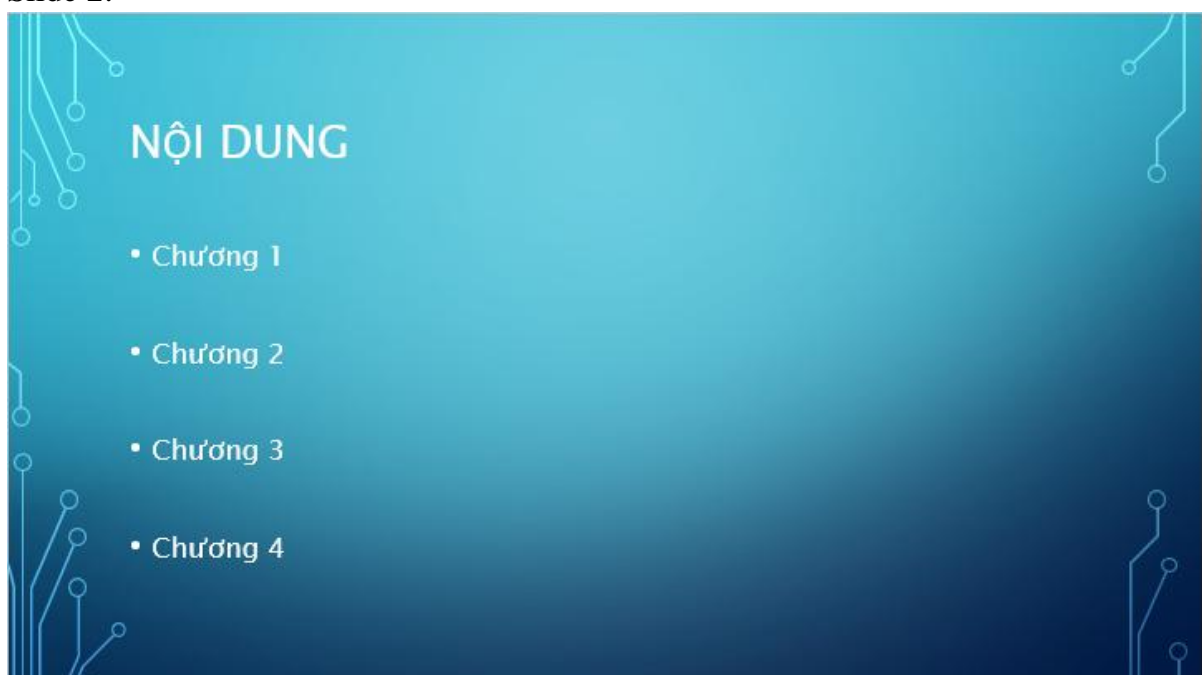 NỘI DUNG
• Chương 1
• Chương 2
• Chương 3
• Chương 4